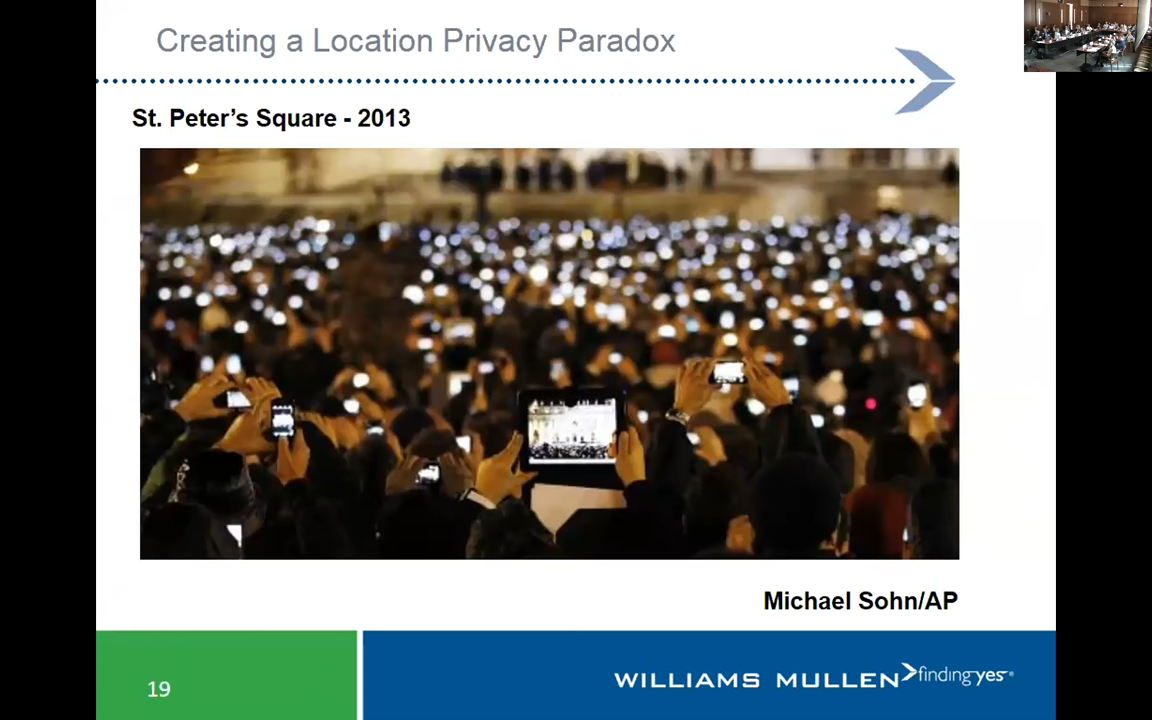 Creating a Location Privacy Paradox
St. Peter’s Square - 2013
Michael Sohn/AP
19
WILLIAMS MULLEN finding yes®